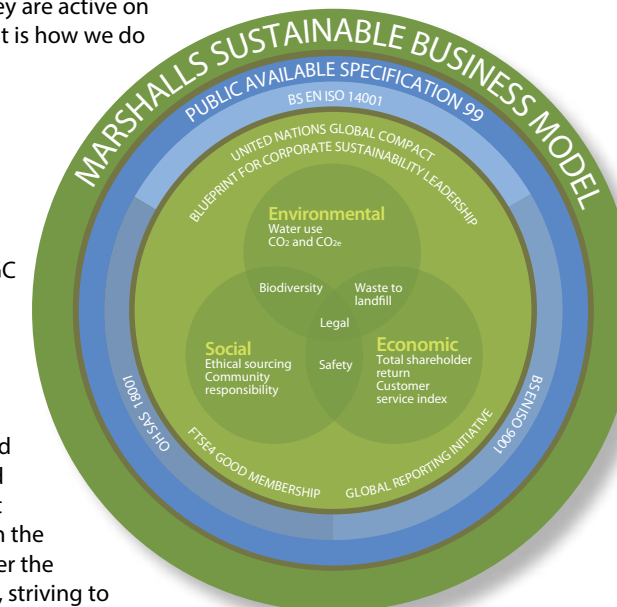 ey are active on
t is how we do
GC
d
d
t
n the
er the
, striving to
MARSHALLS SUSTAINABLE BUSINESS MODEL
PUBLIC AVAILABLE SPECIFICATION 99
BS EN ISO 14001
UNITED NATIONS GLOBAL COMPACT
BLUEPRINT FOR CORPORATE SUSTAINABILITY LEADERSHIP
Environmental
Water use
CO2 and CO2e
Biodiversity
Waste to
landfill
Legal
Safety
Social
Ethical sourcing
Community
responsibility
Economic
Total shareholder
return
Customer
service index
OHSAS 18001
BS EN ISO 9001
FTSE4 GOOD MEMBERSHIP
GLOBAL REPORTING INITIATIVE